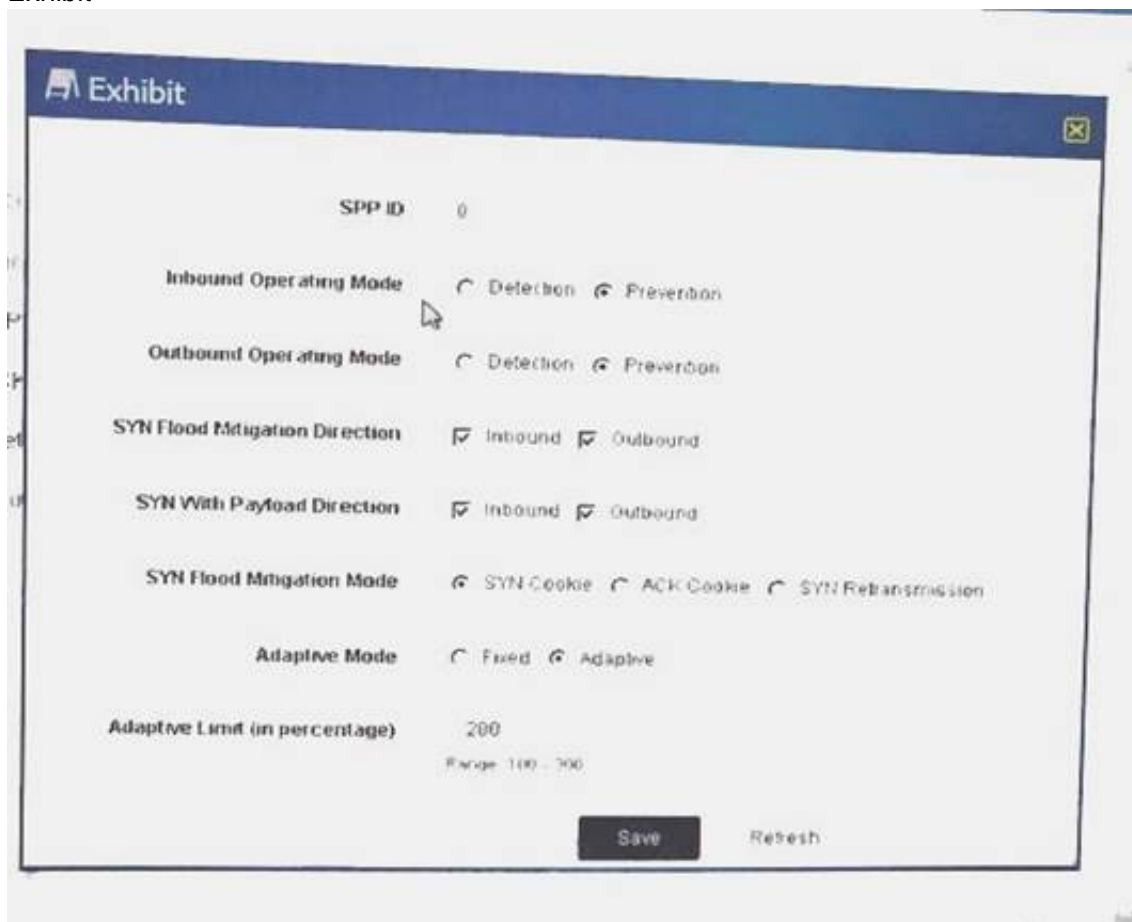 Exhibit
SPP ID 0
Inbound Operating Mode Detection Prevention
Outbound Operating Mode Detection Prevention
SYN Flood Mitigation Direction Inbound Outbound
SYN With Payload Direction Inbound Outbound
SYN Flood Mitigation Mode SYN Cookie ACK Cookie SYN Retransmission
Adaptive Mode Fixed Adaptive
Adaptive Limit (in percentage) 200
Range 100 - 300
Save Refresh